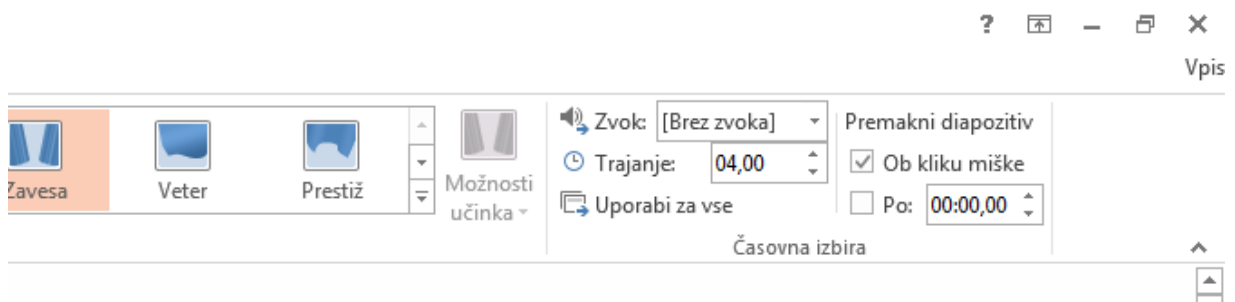 ?
Vpis
Zvok: [Brez zvoka]
Premakni diapozitiv
Trajanje: 04,00
Ob kliku miške
Uporabi za vse
Po: 00:00,00
Zavesa
Veter
Prestiž
Možnosti
učinka
Časovna izbira